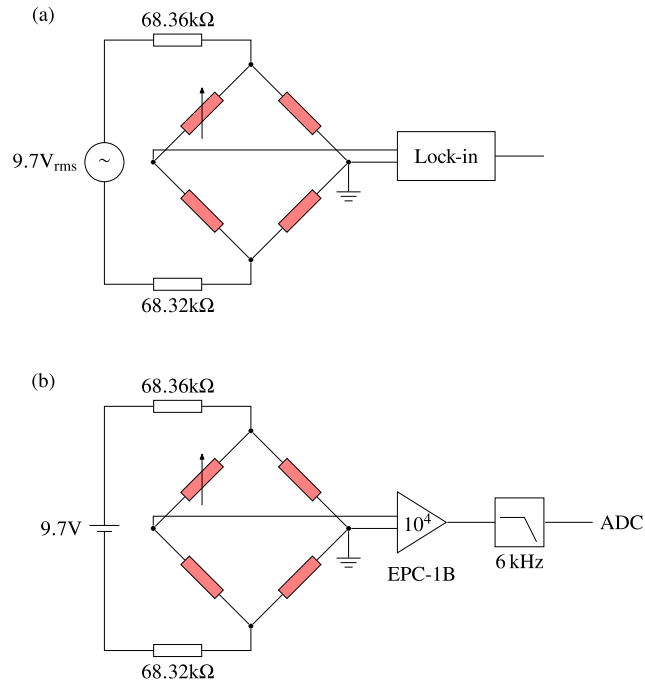 (a)
68.36kΩ
9.7Vrms
~
Lock-in
68.32kΩ
(b)
68.36kΩ
9.7V
10⁴
ADC
EPC-1B
6 kHz
68.32kΩ